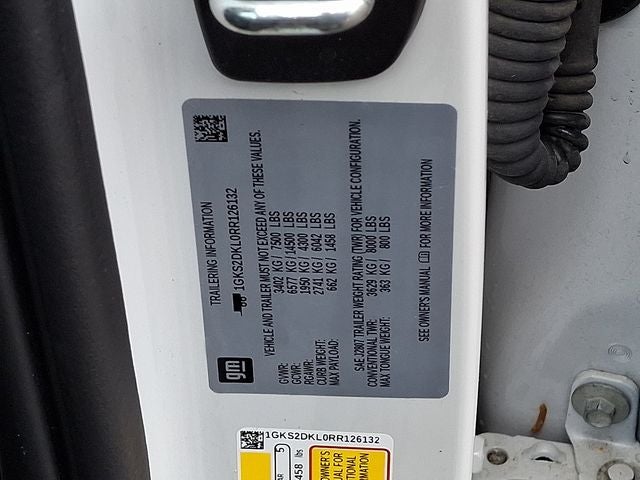 TRAILERING INFORMATION
1GKS2DKL0RR126132
VEHICLE AND TRAILER MUST NOT EXCEED ANY OF THESE VALUES.
GVWR: 3402 KG/ 7500 LBS
GCWR: 6577 KG/ 14500 LBS
RGAWR: 1950 KG/ 4300 LBS
CURB WEIGHT: 2741 KG/ 6042 LBS
MAX PAYLOAD: 662 KG/ 1458 LBS
SAE J2807 TRAILER WEIGHT RATING (TWR) FOR VEHICLE CONFIGURATION.
CONVENTIONAL TWR: 3629 KG/ 8000 LBS
MAX TONGUE WEIGHT: 363 KG/ 800 LBS
SEE OWNER'S MANUAL FOR MORE INFORMATION
gm
1GKS2DKL0RR126132
5
458 lbs
OWNER'S